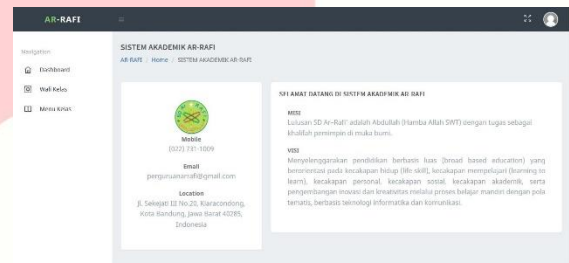 AR-RAFI
SISTEM AKADEMIK AR-RAFI
AR-RAFI / Home / SISTEM AKADEMIK AR-RAFI
Navigation
Dashboard
Wali Kelas
Menu Kelas
Mobile
(022) 731-1009
Email
perguruanarrafi@gmail.com
Location
Jl. Sekejati III No.20, Kiaracondong,
Kota Bandung, Jawa Barat 40285,
Indonesia
SELAMAT DATANG DI SISTEM AKADEMIK AR RAFI
MISI
Lulusan SD Ar-Rafi' adalah Abdullah (Hamba Allah SWT) dengan tugas sebagai
khalifah pemimpin di muka bumi.
VISI
Menyelenggarakan pendidikan berbasis luas (broad based education) yang
berorientasi pada kecakapan hidup (life skill), kecakapan mempelajari (learning to
learn), kecakapan personal, kecakapan sosial, kecakapan akademik, serta
pengembangan inovasi dan kreativitas melalui proses belajar mandiri dengan pola
tematis, berbasis teknologi informatika dan komunikasi.